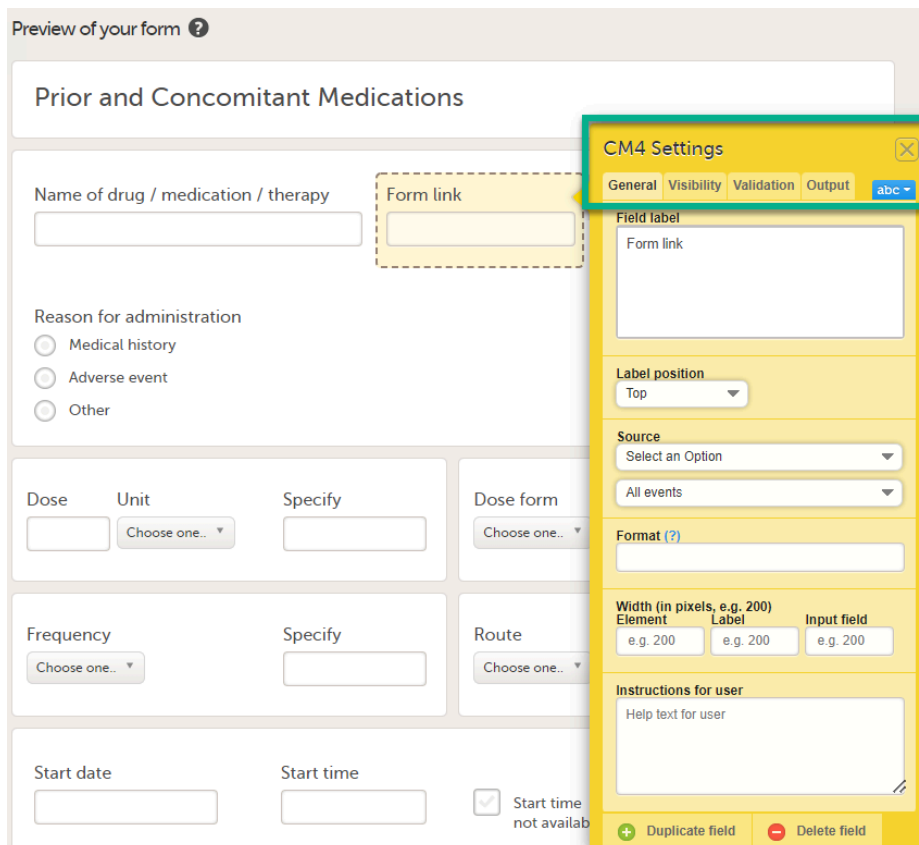 Preview of your form ?
Prior and Concomitant Medications
Name of drug / medication / therapy
Form link
Reason for administration
Medical history
Adverse event
Other
Dose Unit Specify Dose form
Choose one.. Choose one..
Frequency Specify Route
Choose one.. Choose one..
Start date Start time
Start time
CM4 Settings
General Visibility Validation Output abc
Field label
Form link
Label position
Top
Source
Select an Option
All events
Format (?)
Width (in pixels, e.g. 200)
Element Label Input field
e.g. 200 e.g. 200 e.g. 200
Instructions for user
Help text for user
Duplicate field Delete field
not availab